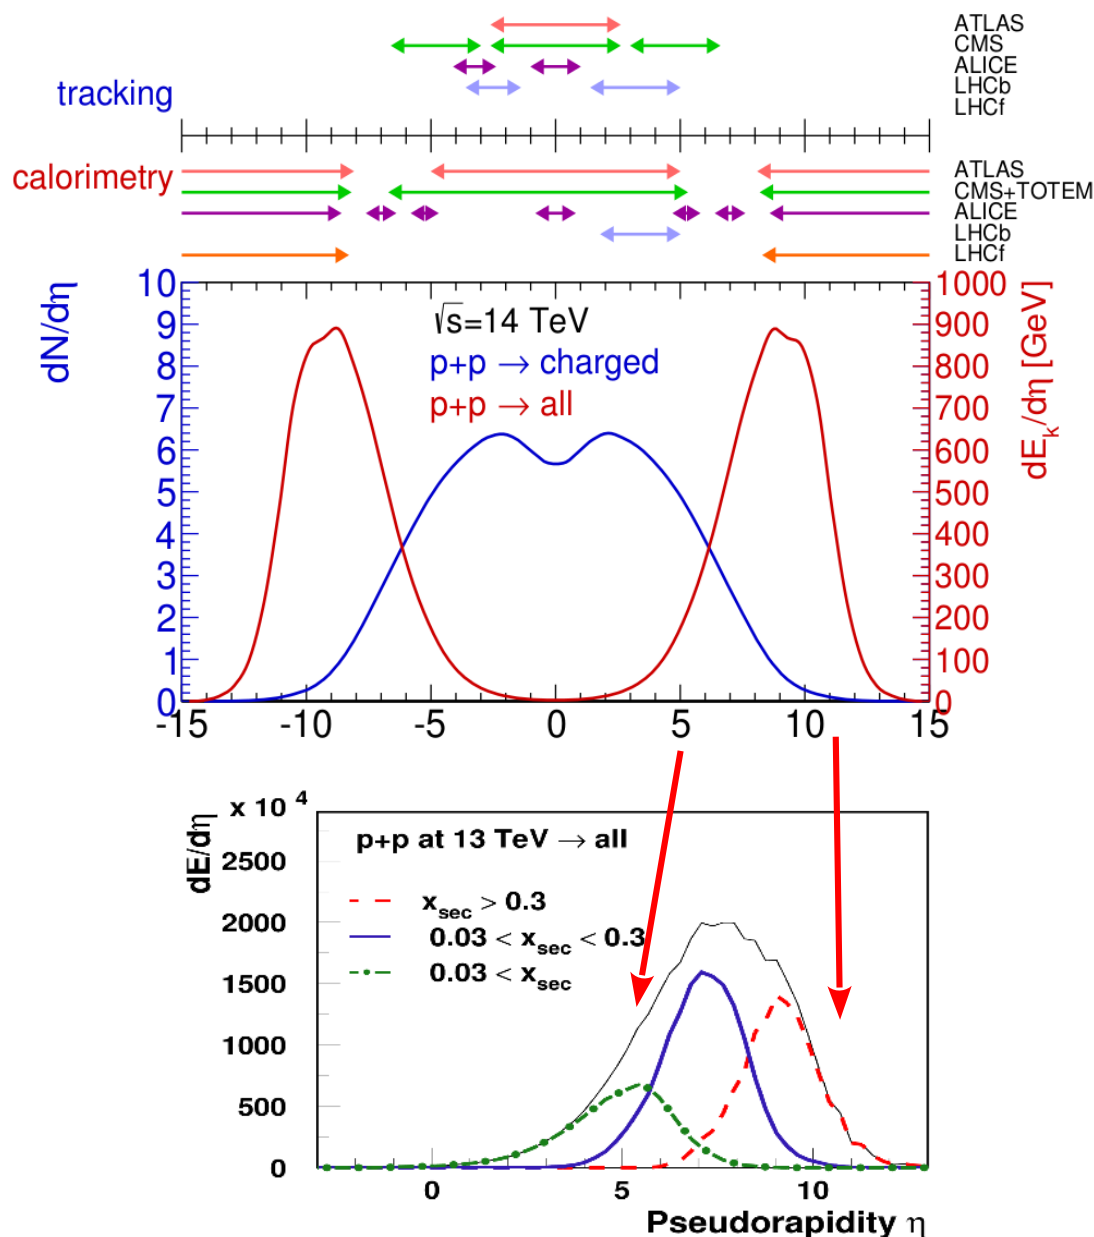 ATLAS
CMS
ALICE
LHCb
LHCf
tracking
calorimetry
ATLAS
CMS+TOTEM
ALICE
LHCb
LHCf
dN/dη
10
9
8
7
6
5
4
3
2
1
0
√s=14 TeV
p+p → charged
p+p → all
1000
900
800
700
600
500
400
300
200
100
0
dEₖ/dη [GeV]
-15 -10 -5 0 5 10 15
x 10 ⁴
dE/dη
p+p at 13 TeV → all
2500
2000
1500
1000
500
0
x_sec > 0.3
0.03 < x_sec < 0.3
0.03 < x_sec
0 5 10
Pseudorapidity η